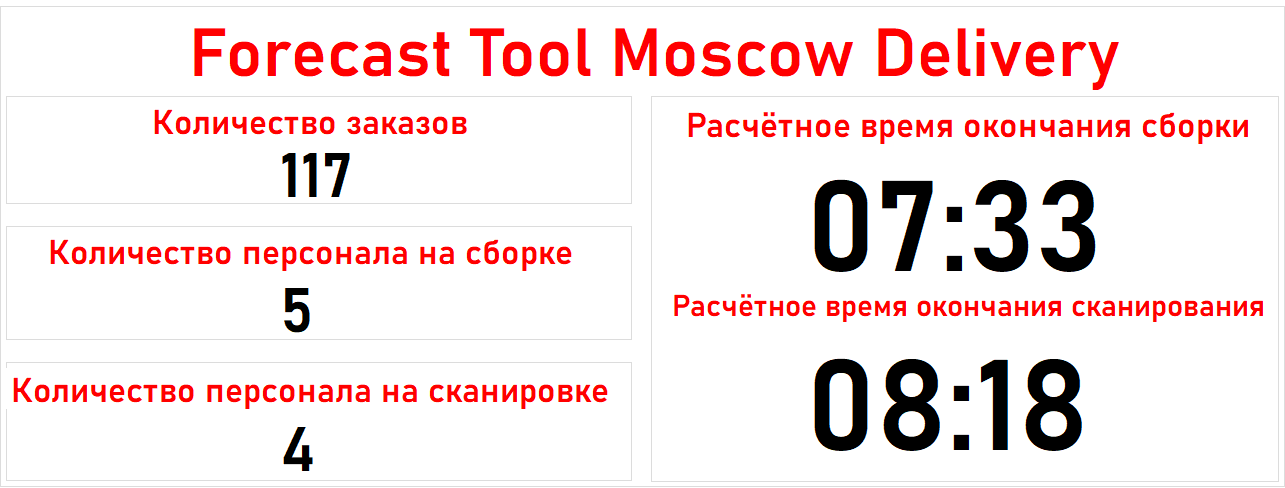 Forecast Tool Moscow Delivery
Количество заказов
117
Количество персонала на сборке
5
Количество персонала на сканировке
4
Расчётное время окончания сборки
07:33
Расчётное время окончания сканирования
08:18